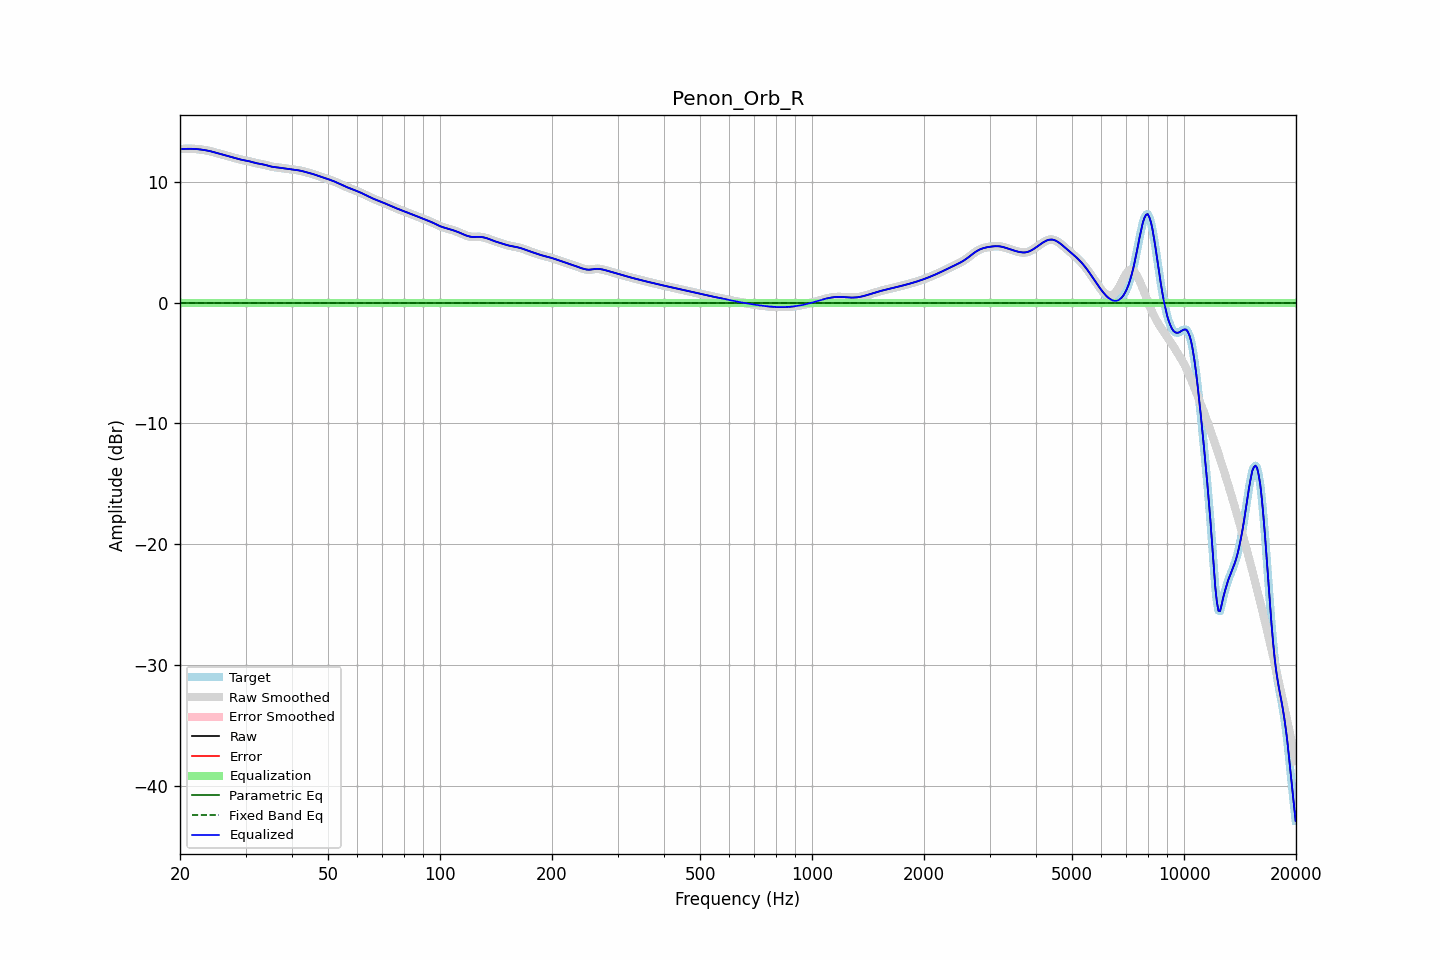 Penon_Orb_R
10
0
−10
−20
−30
−40
Amplitude (dBr)
Target
Raw Smoothed
Error Smoothed
Raw
Error
Equalization
Parametric Eq
Fixed Band Eq
Equalized
20 50 100 200 500 1000 2000 5000 10000 20000
Frequency (Hz)